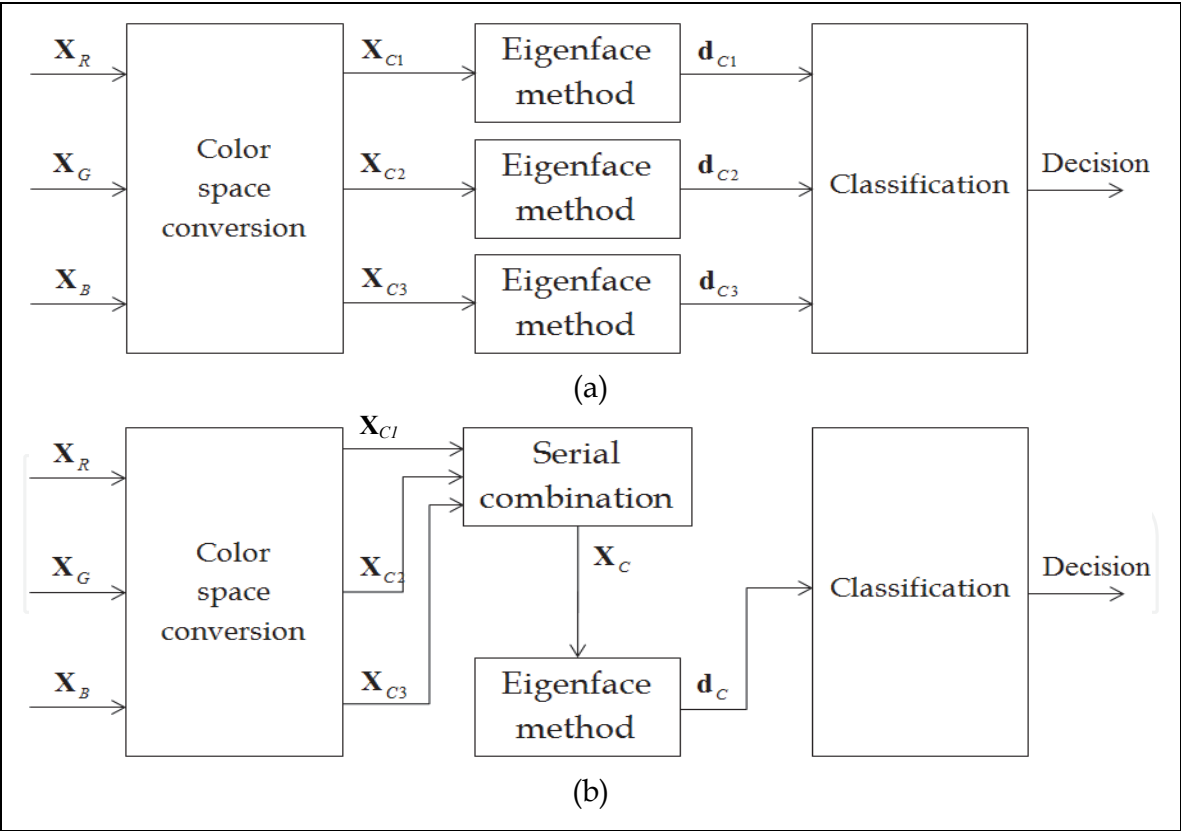 X_R
X_G
X_B
Color
space
conversion
X_C1
X_C2
X_C3
Eigenface
method
Eigenface
method
Eigenface
method
d_C1
d_C2
d_C3
Classification
Decision
(a)
X_R
X_G
X_B
Color
space
conversion
X_C1
X_C2
X_C3
Serial
combination
X_C
Eigenface
method
d_C
Classification
Decision
(b)